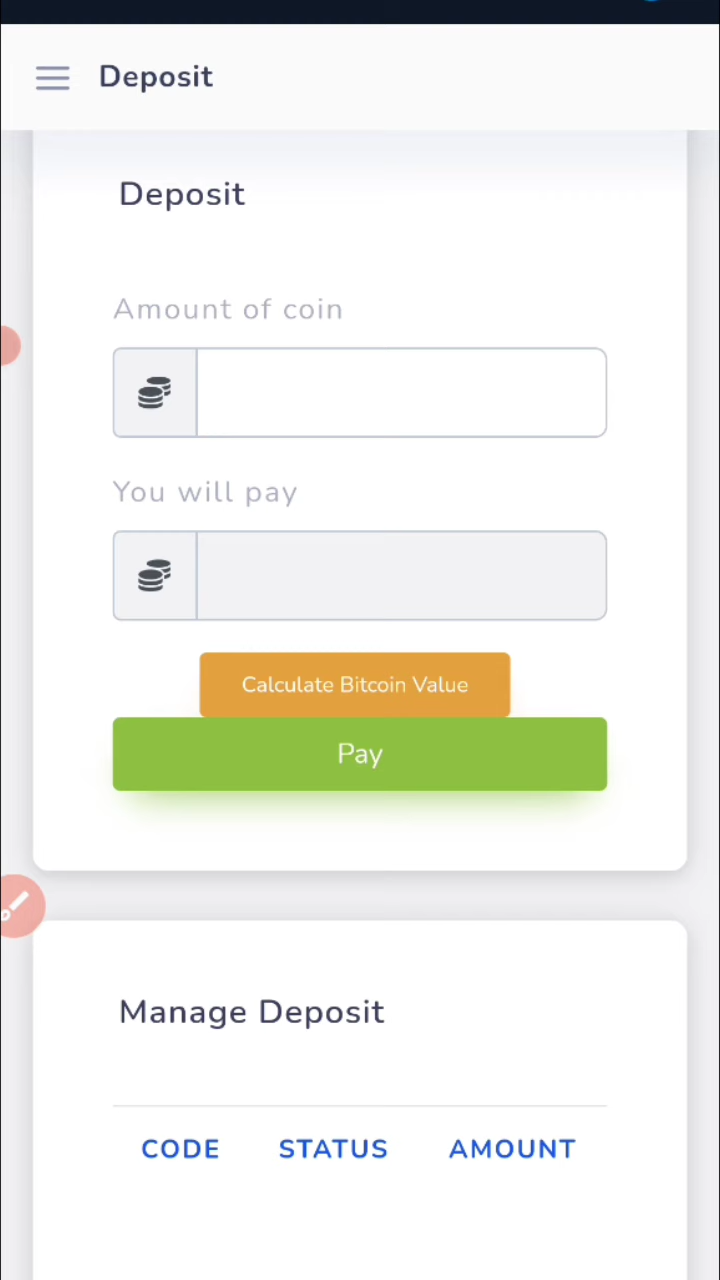 Deposit
Deposit
Amount of coin
You will pay
Calculate Bitcoin Value
Pay
Manage Deposit
CODE STATUS AMOUNT